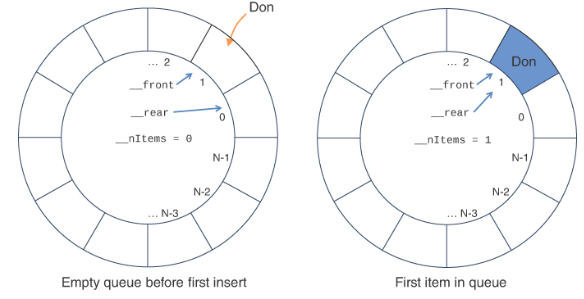 Don
... 2
__front
1
__rear
0
__nItems = 0
N-1
N-2
... N-3
Empty queue before first insert
Don
... 2
__front
1
__rear
0
__nItems = 1
N-1
N-2
... N-3
First item in queue